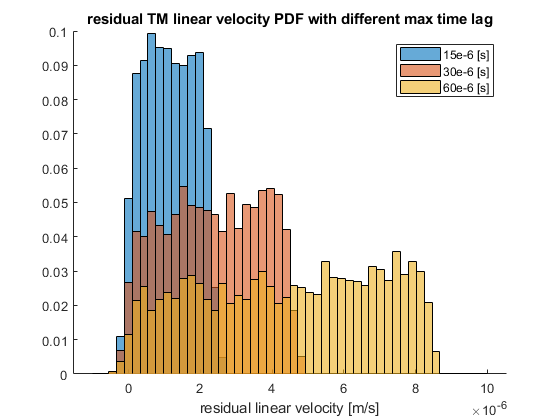 residual TM linear velocity PDF with different max time lag
0.1
0.09
0.08
0.07
0.06
0.05
0.04
0.03
0.02
0.01
0
15e-6 [s]
30e-6 [s]
60e-6 [s]
0 2 4 6 8 10
×10-6
residual linear velocity [m/s]